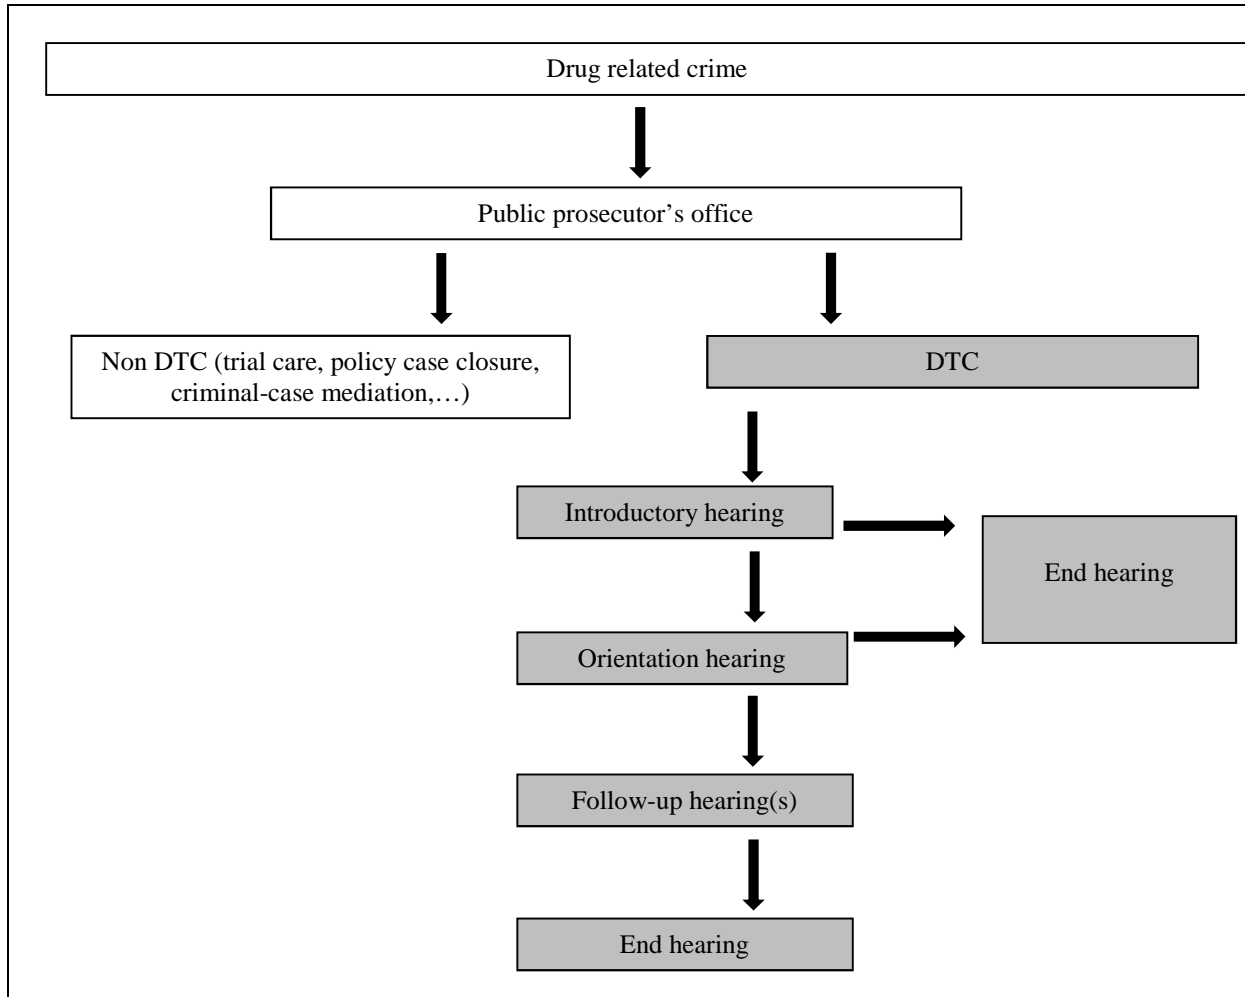 Drug related crime
Public prosecutor’s office
Non DTC (trial care, policy case closure,
criminal-case mediation,…)
DTC
Introductory hearing
End hearing
Orientation hearing
Follow-up hearing(s)
End hearing